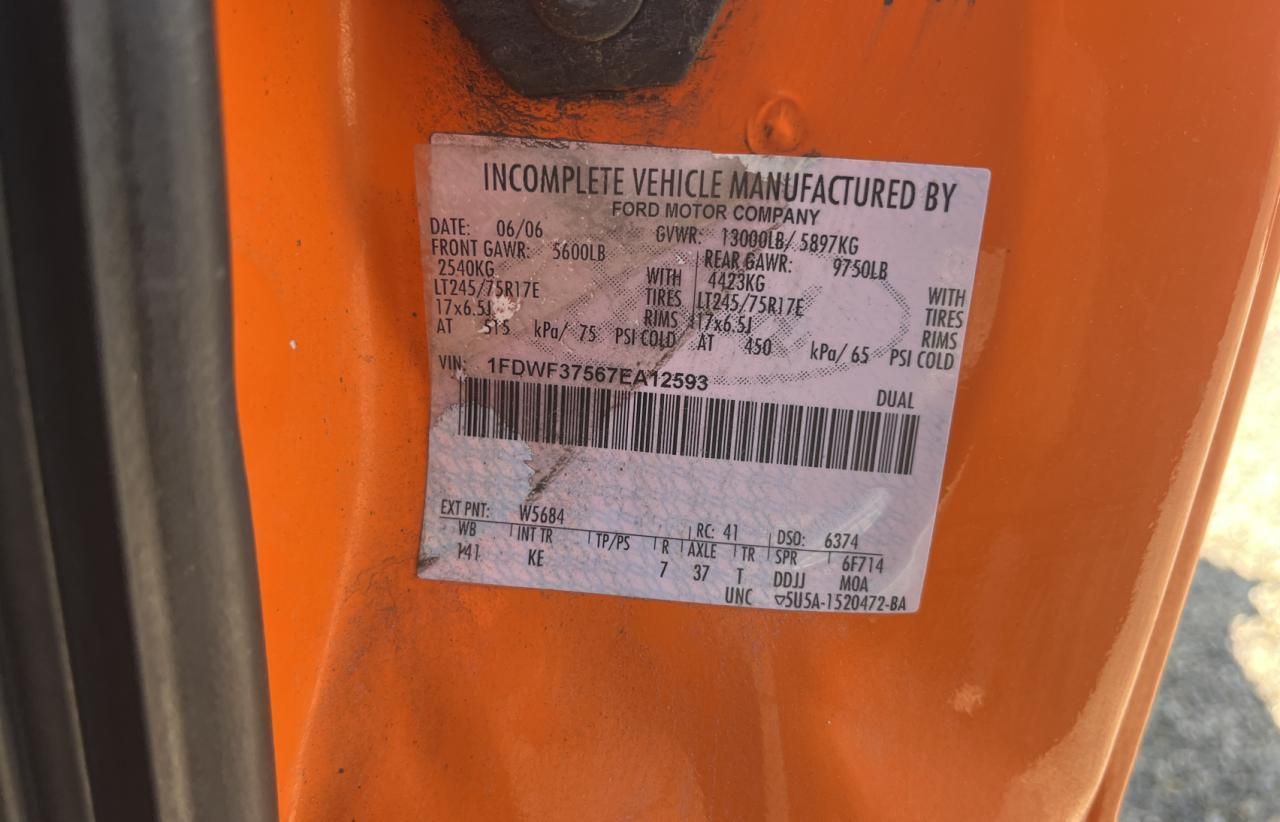 INCOMPLETE VEHICLE MANUFACTURED BY
FORD MOTOR COMPANY
DATE: 06/06 GVWR: 13000LB/ 5897KG
FRONT GAWR: 5600LB REAR GAWR: 9750LB
2540KG WITH 4423KG WITH
LT245/75R17E TIRES LT245/75R17E TIRES
17x6.5J RIMS 17x6.5J RIMS
AT 515 kPa/ 75 PSI COLD AT 450 kPa/ 65 PSI COLD
VIN: 1FDWF37567EA12593
DUAL
EXT PNT: W5684 RC: 41 DSO: 6374
WB INT TR TP/PS R AXLE TR SPR 6F714
141 KE 7 37 T DDJJ MOA
UNC ▽5U5A-1520472-BA